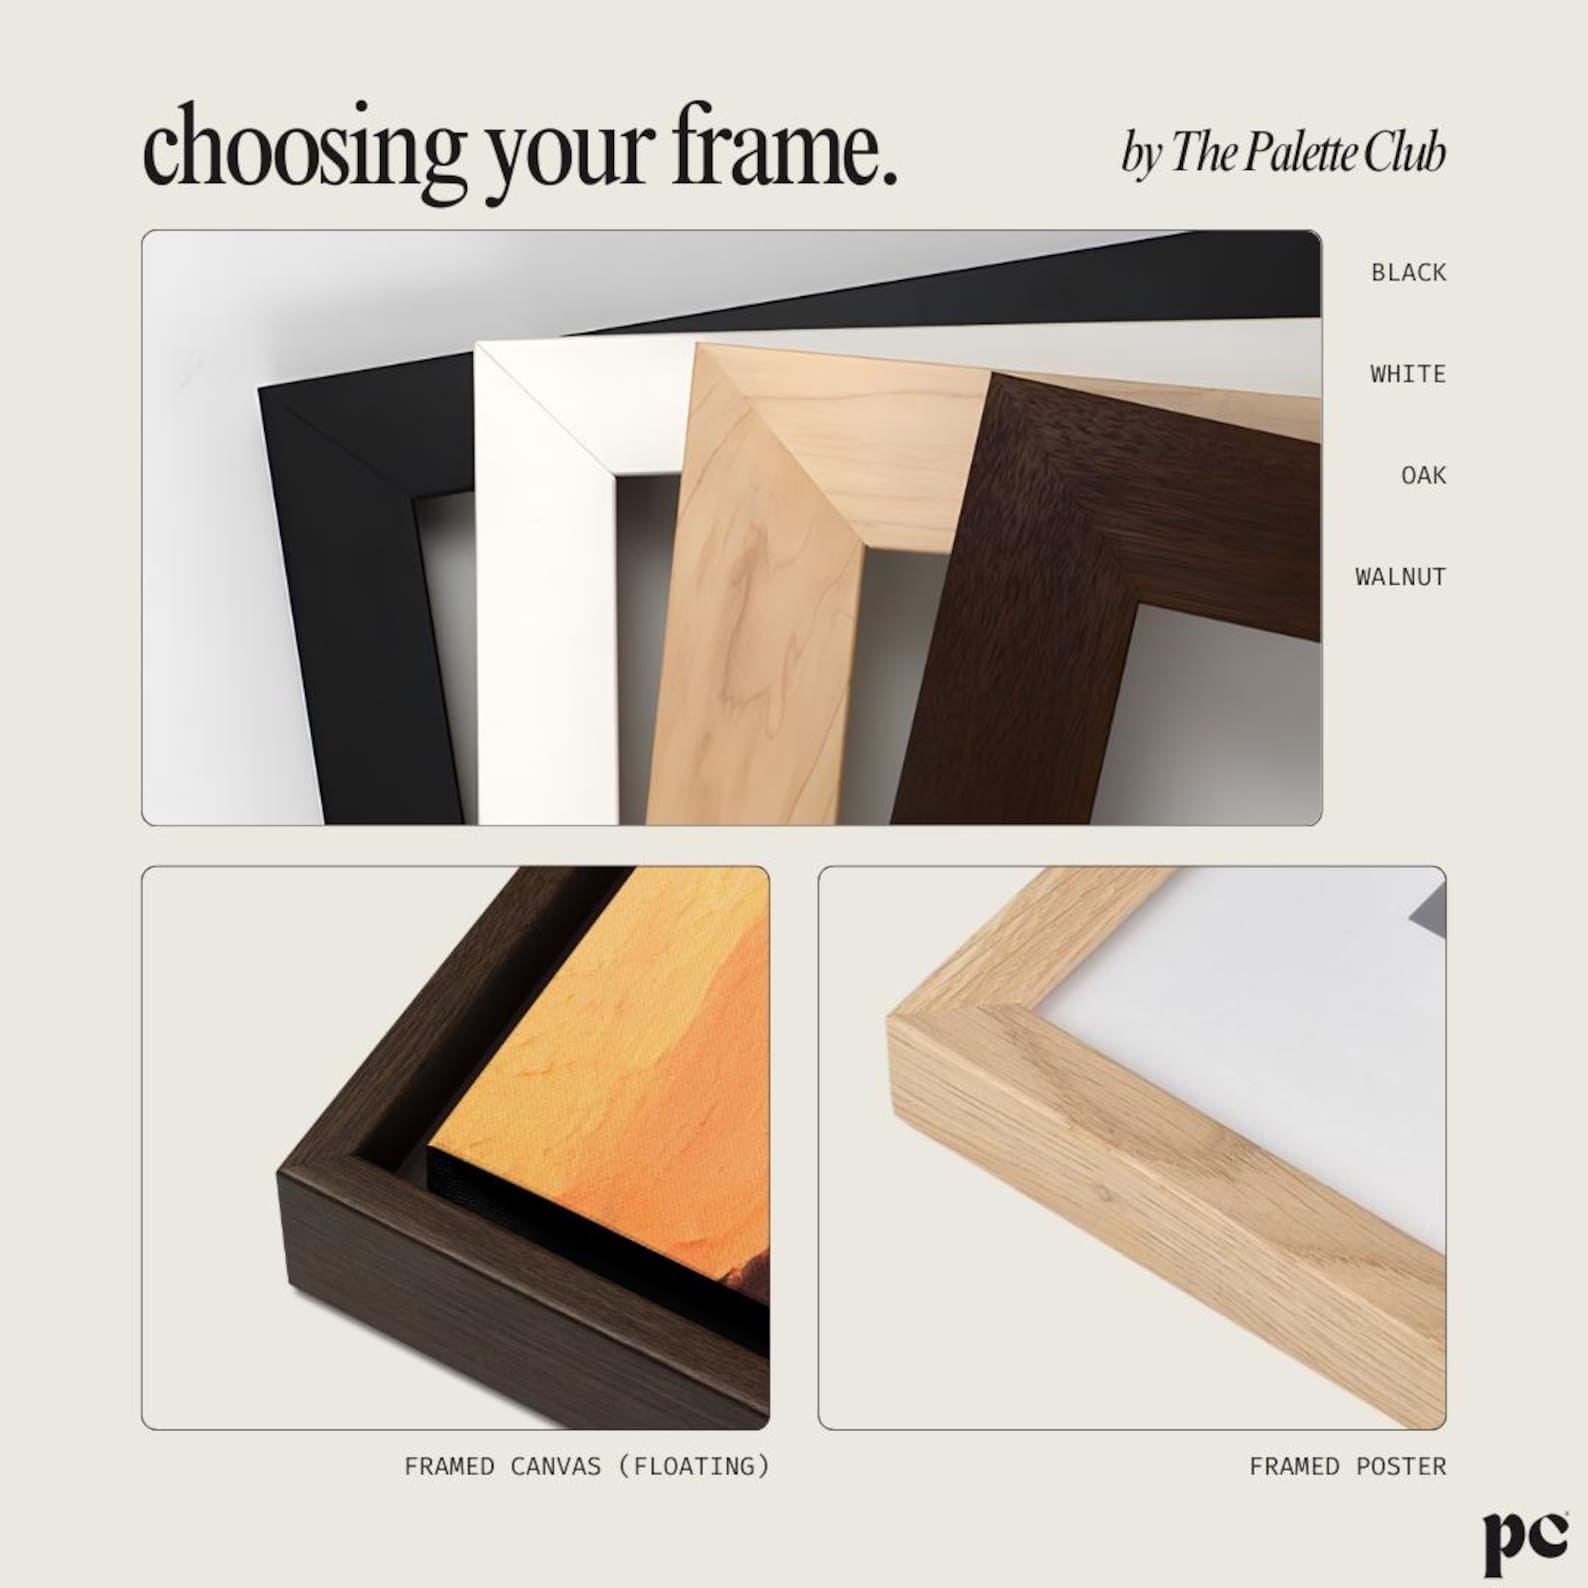 choosing your frame.
by The Palette Club
BLACK
WHITE
OAK
WALNUT
FRAMED CANVAS (FLOATING)
FRAMED POSTER
pc